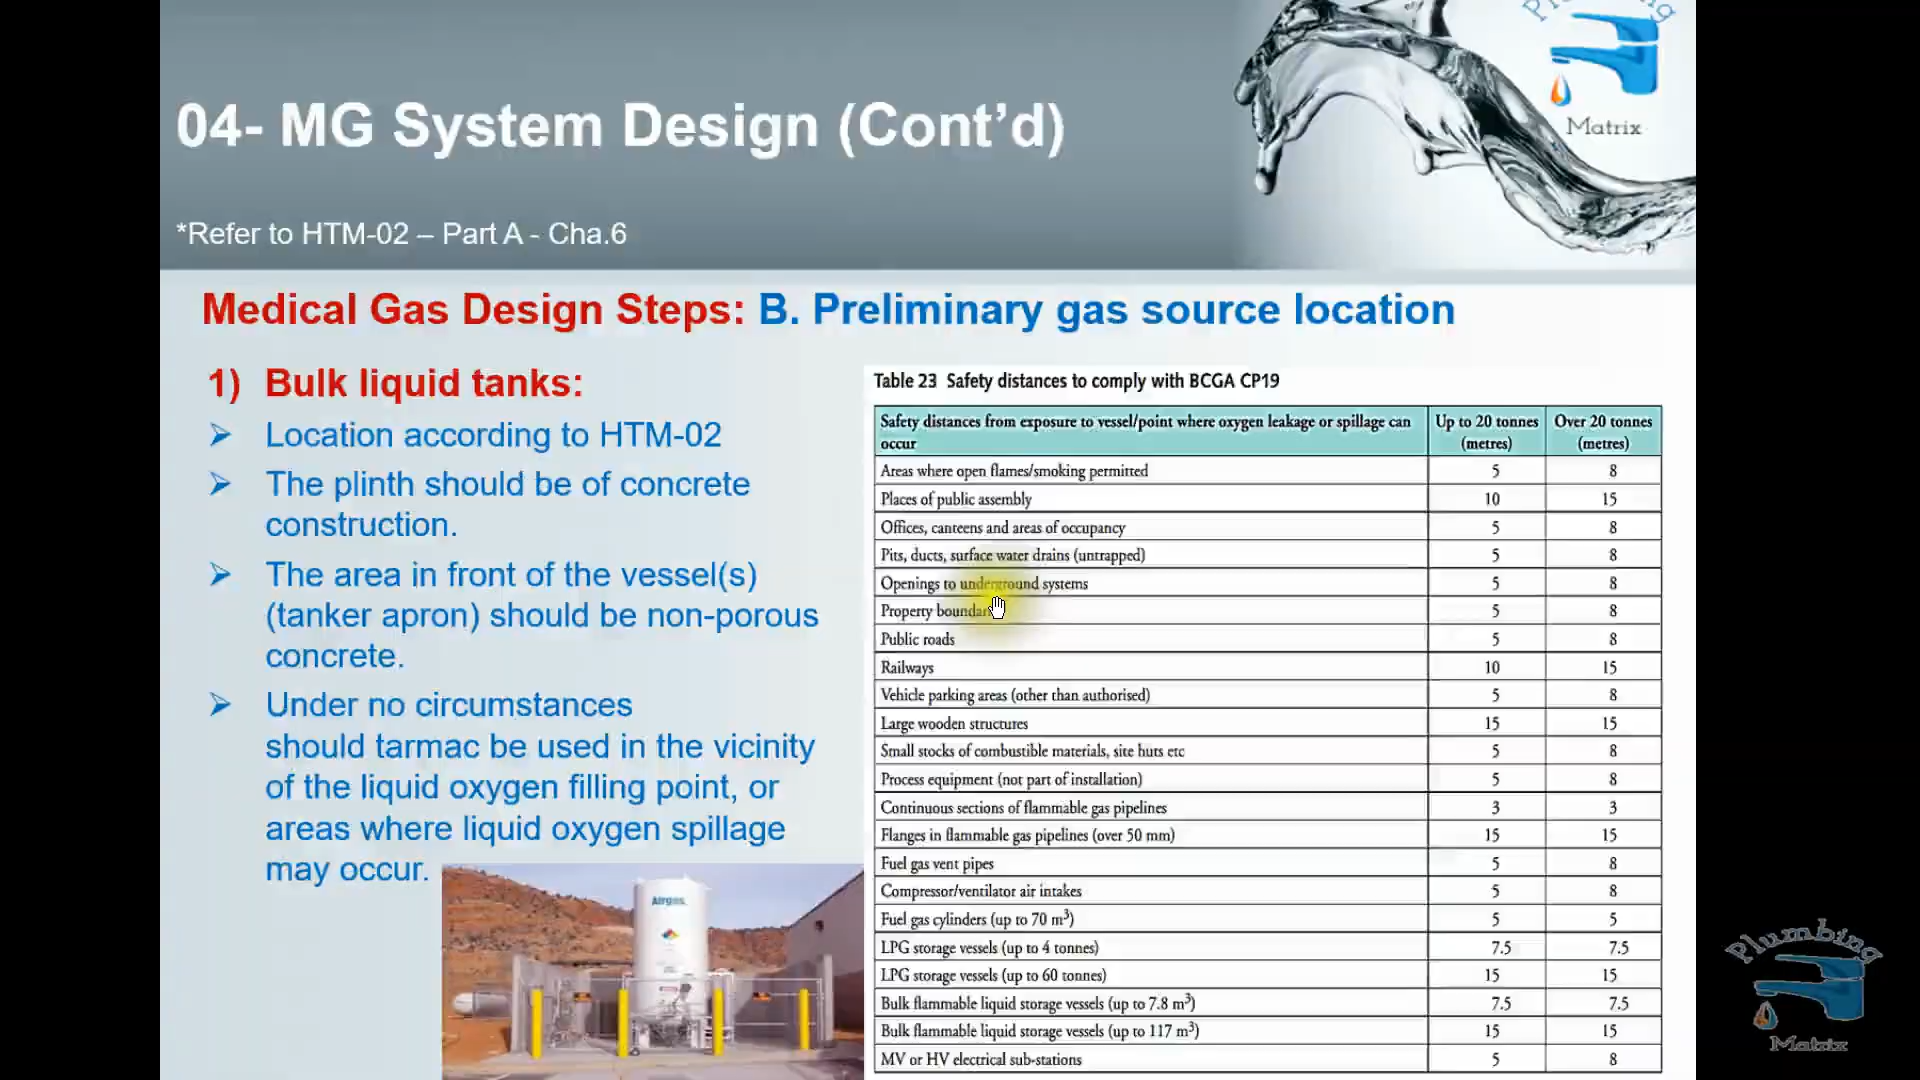 Plumbing
Matrix
04- MG System Design (Cont’d)
*Refer to HTM-02 – Part A - Cha.6
Medical Gas Design Steps: B. Preliminary gas source location
1) Bulk liquid tanks:
Location according to HTM-02
The plinth should be of concrete
construction.
The area in front of the vessel(s)
(tanker apron) should be non-porous
concrete.
Under no circumstances
should tarmac be used in the vicinity
of the liquid oxygen filling point, or
areas where liquid oxygen spillage
may occur.
Airgas
Table 23 Safety distances to comply with BCGA CP19
Safety distances from exposure to vessel/point where oxygen leakage or spillage can occur Up to 20 tonnes (metres) Over 20 tonnes (metres)
Areas where open flames/smoking permitted 5 8
Places of public assembly 10 15
Offices, canteens and areas of occupancy 5 8
Pits, ducts, surface water drains (untrapped) 5 8
Openings to underground systems 5 8
Property boundar 5 8
Public roads 5 8
Railways 10 15
Vehicle parking areas (other than authorised) 5 8
Large wooden structures 15 15
Small stocks of combustible materials, site huts etc 5 8
Process equipment (not part of installation) 5 8
Continuous sections of flammable gas pipelines 3 3
Flanges in flammable gas pipelines (over 50 mm) 15 15
Fuel gas vent pipes 5 8
Compressor/ventilator air intakes 5 8
Fuel gas cylinders (up to 70 m³) 5 5
LPG storage vessels (up to 4 tonnes) 7.5 7.5
LPG storage vessels (up to 60 tonnes) 15 15
Bulk flammable liquid storage vessels (up to 7.8 m³) 7.5 7.5
Bulk flammable liquid storage vessels (up to 117 m³) 15 15
MV or HV electrical sub-stations 5 8
Plumbing
Matrix